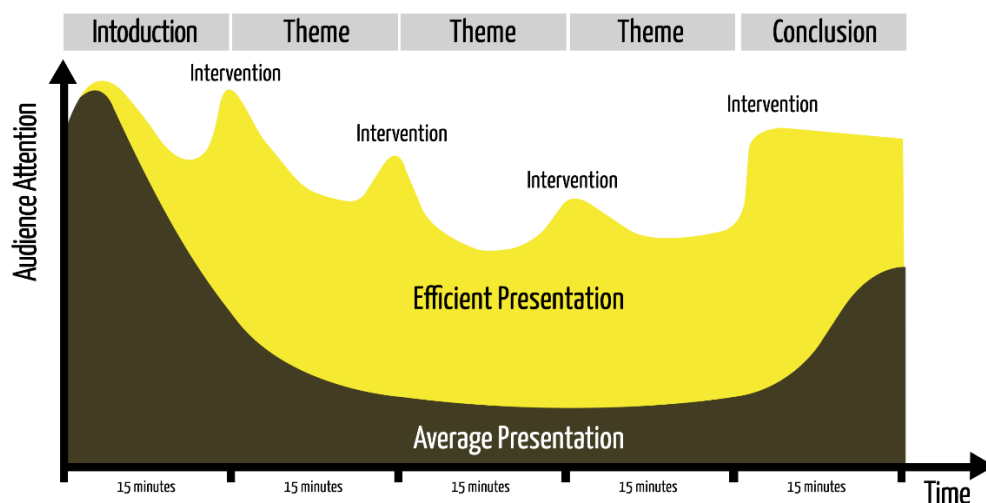 Intoduction
Theme
Theme
Theme
Conclusion
Intervention
Intervention
Intervention
Intervention
Audience Attention
Efficient Presentation
Average Presentation
15 minutes
15 minutes
15 minutes
15 minutes
15 minutes
Time